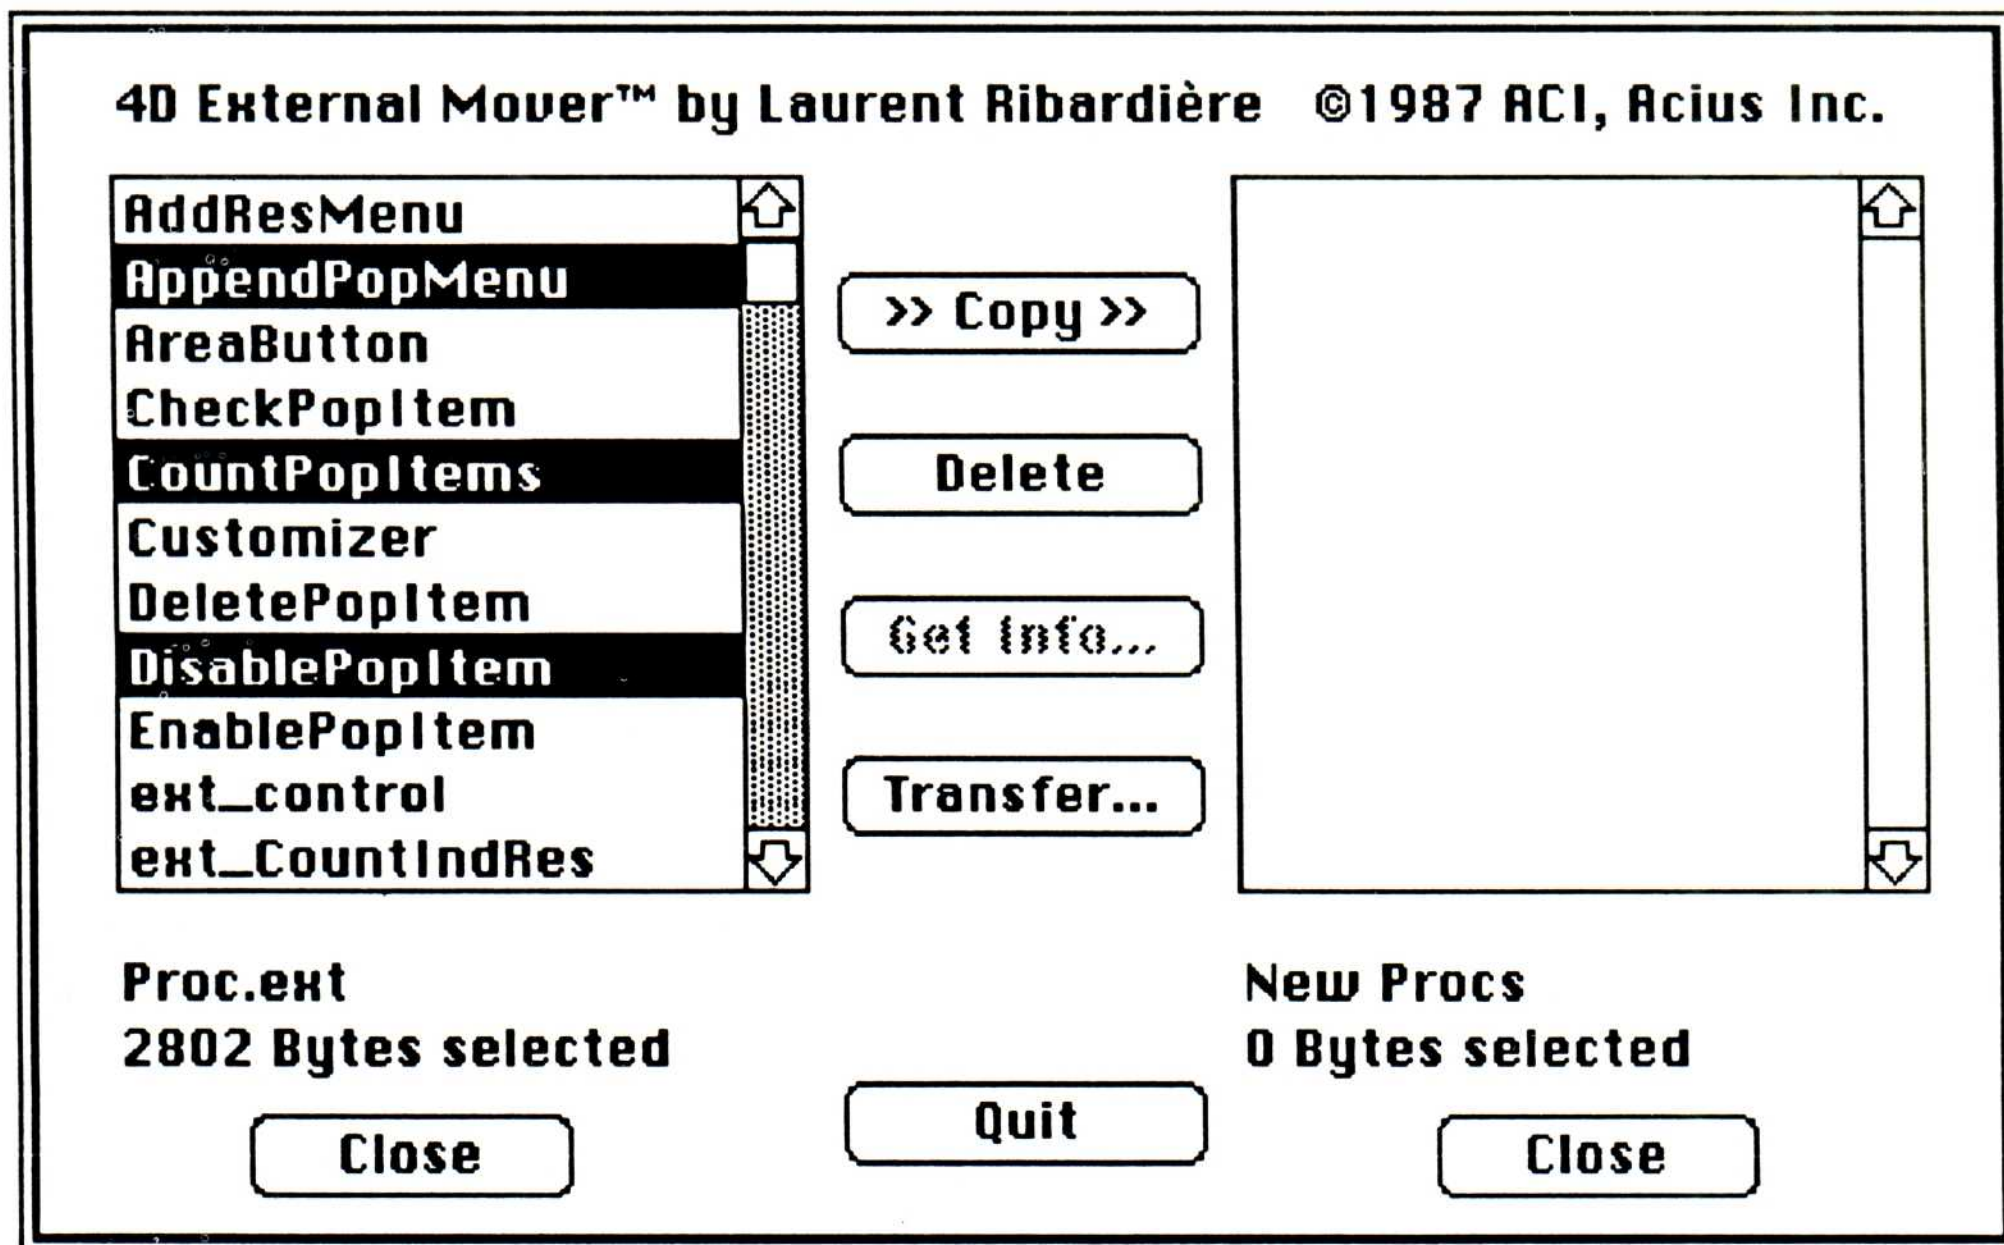 4D External Mover™ by Laurent Ribardière ©1987 ACI, Acius Inc.
AddResMenu
AppendPopMenu
AreaButton
CheckPopItem
CountPopItems
Customizer
DeletePopItem
DisablePopItem
EnablePopItem
ext_control
ext_CountIndRes
>> Copy >>
Delete
Get Info...
Transfer...
Proc.ext
2802 Bytes selected
Close
Quit
New Procs
0 Bytes selected
Close